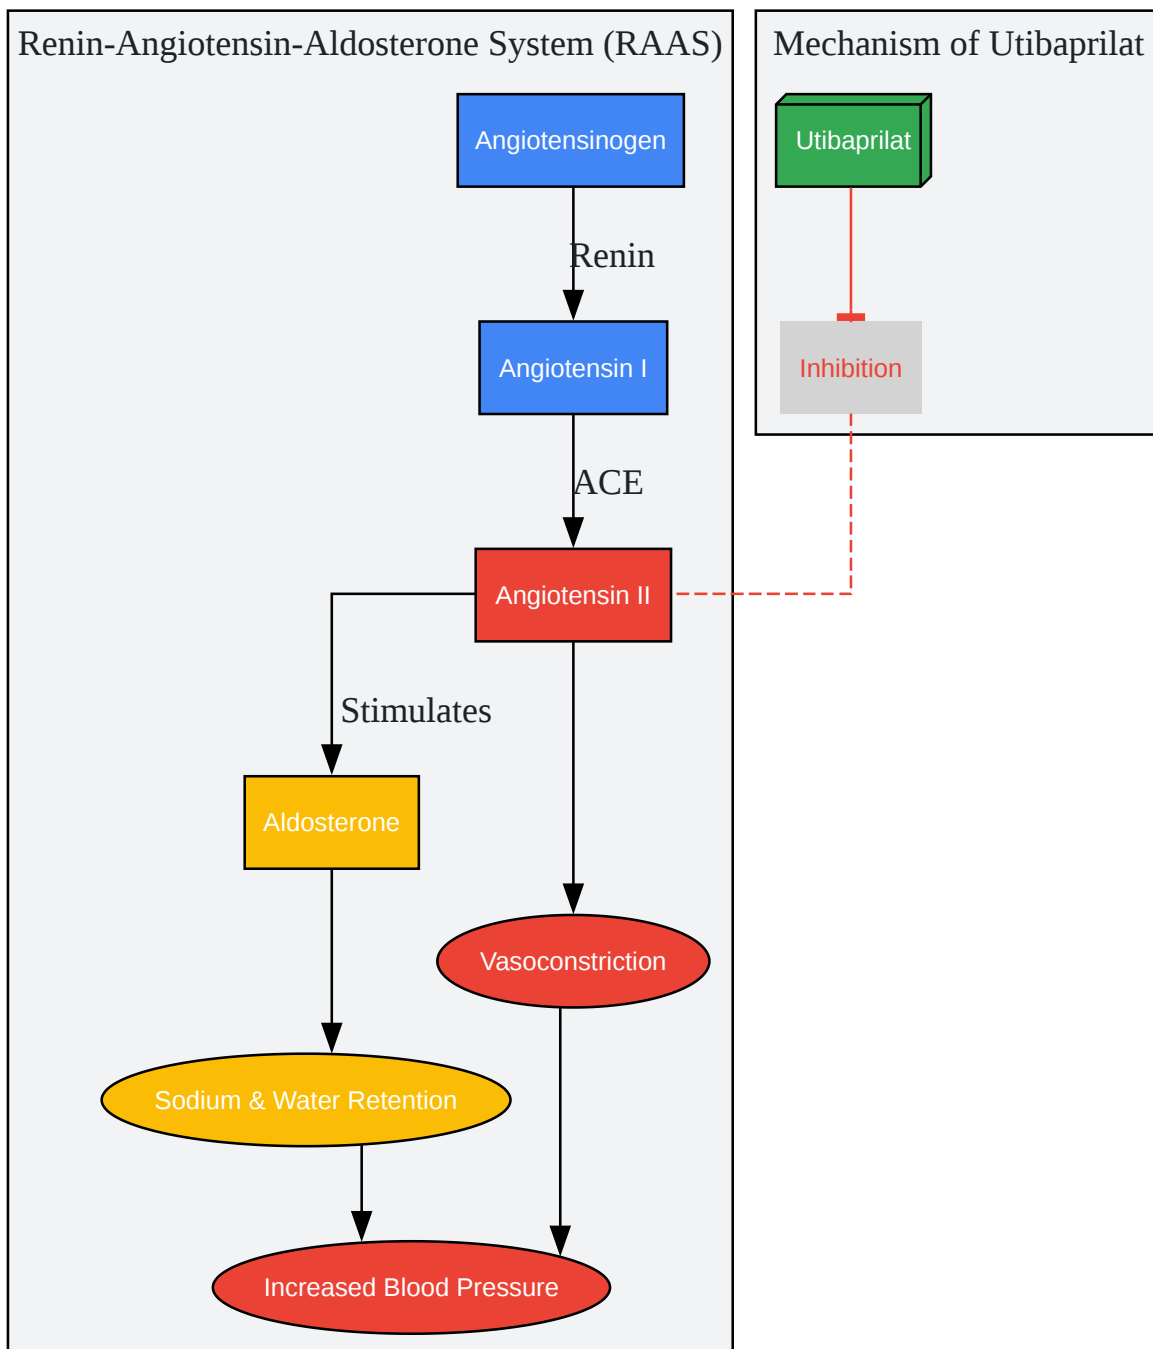 Renin-Angiotensin-Aldosterone System (RAAS)
Mechanism of Utibaprilat
Angiotensinogen
Utibaprilat
Renin
Angiotensin I
Inhibition
ACE
Angiotensin II
Stimulates
Aldosterone
Vasoconstriction
Sodium & Water Retention
Increased Blood Pressure